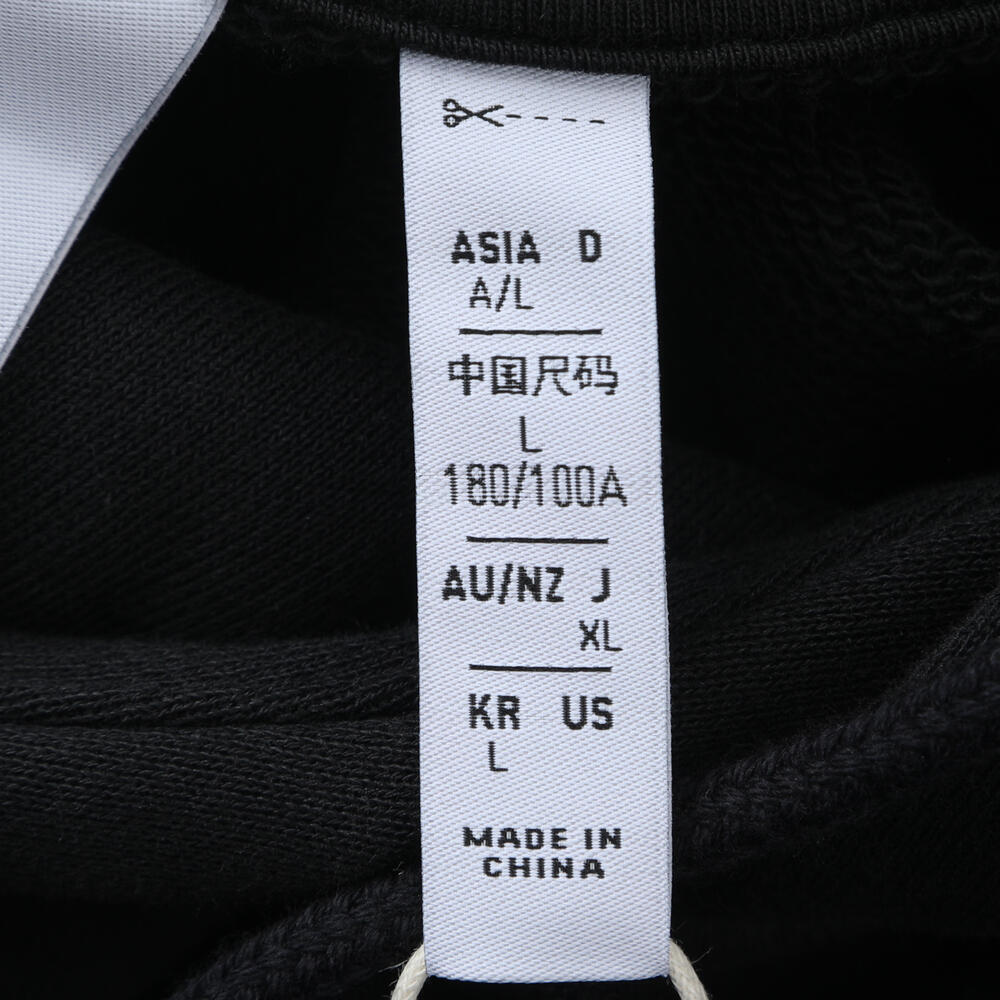 ASIA D
A/L
中国尺码
L
180/100A
AU/NZ J
XL
KR US
L
MADE IN
CHINA